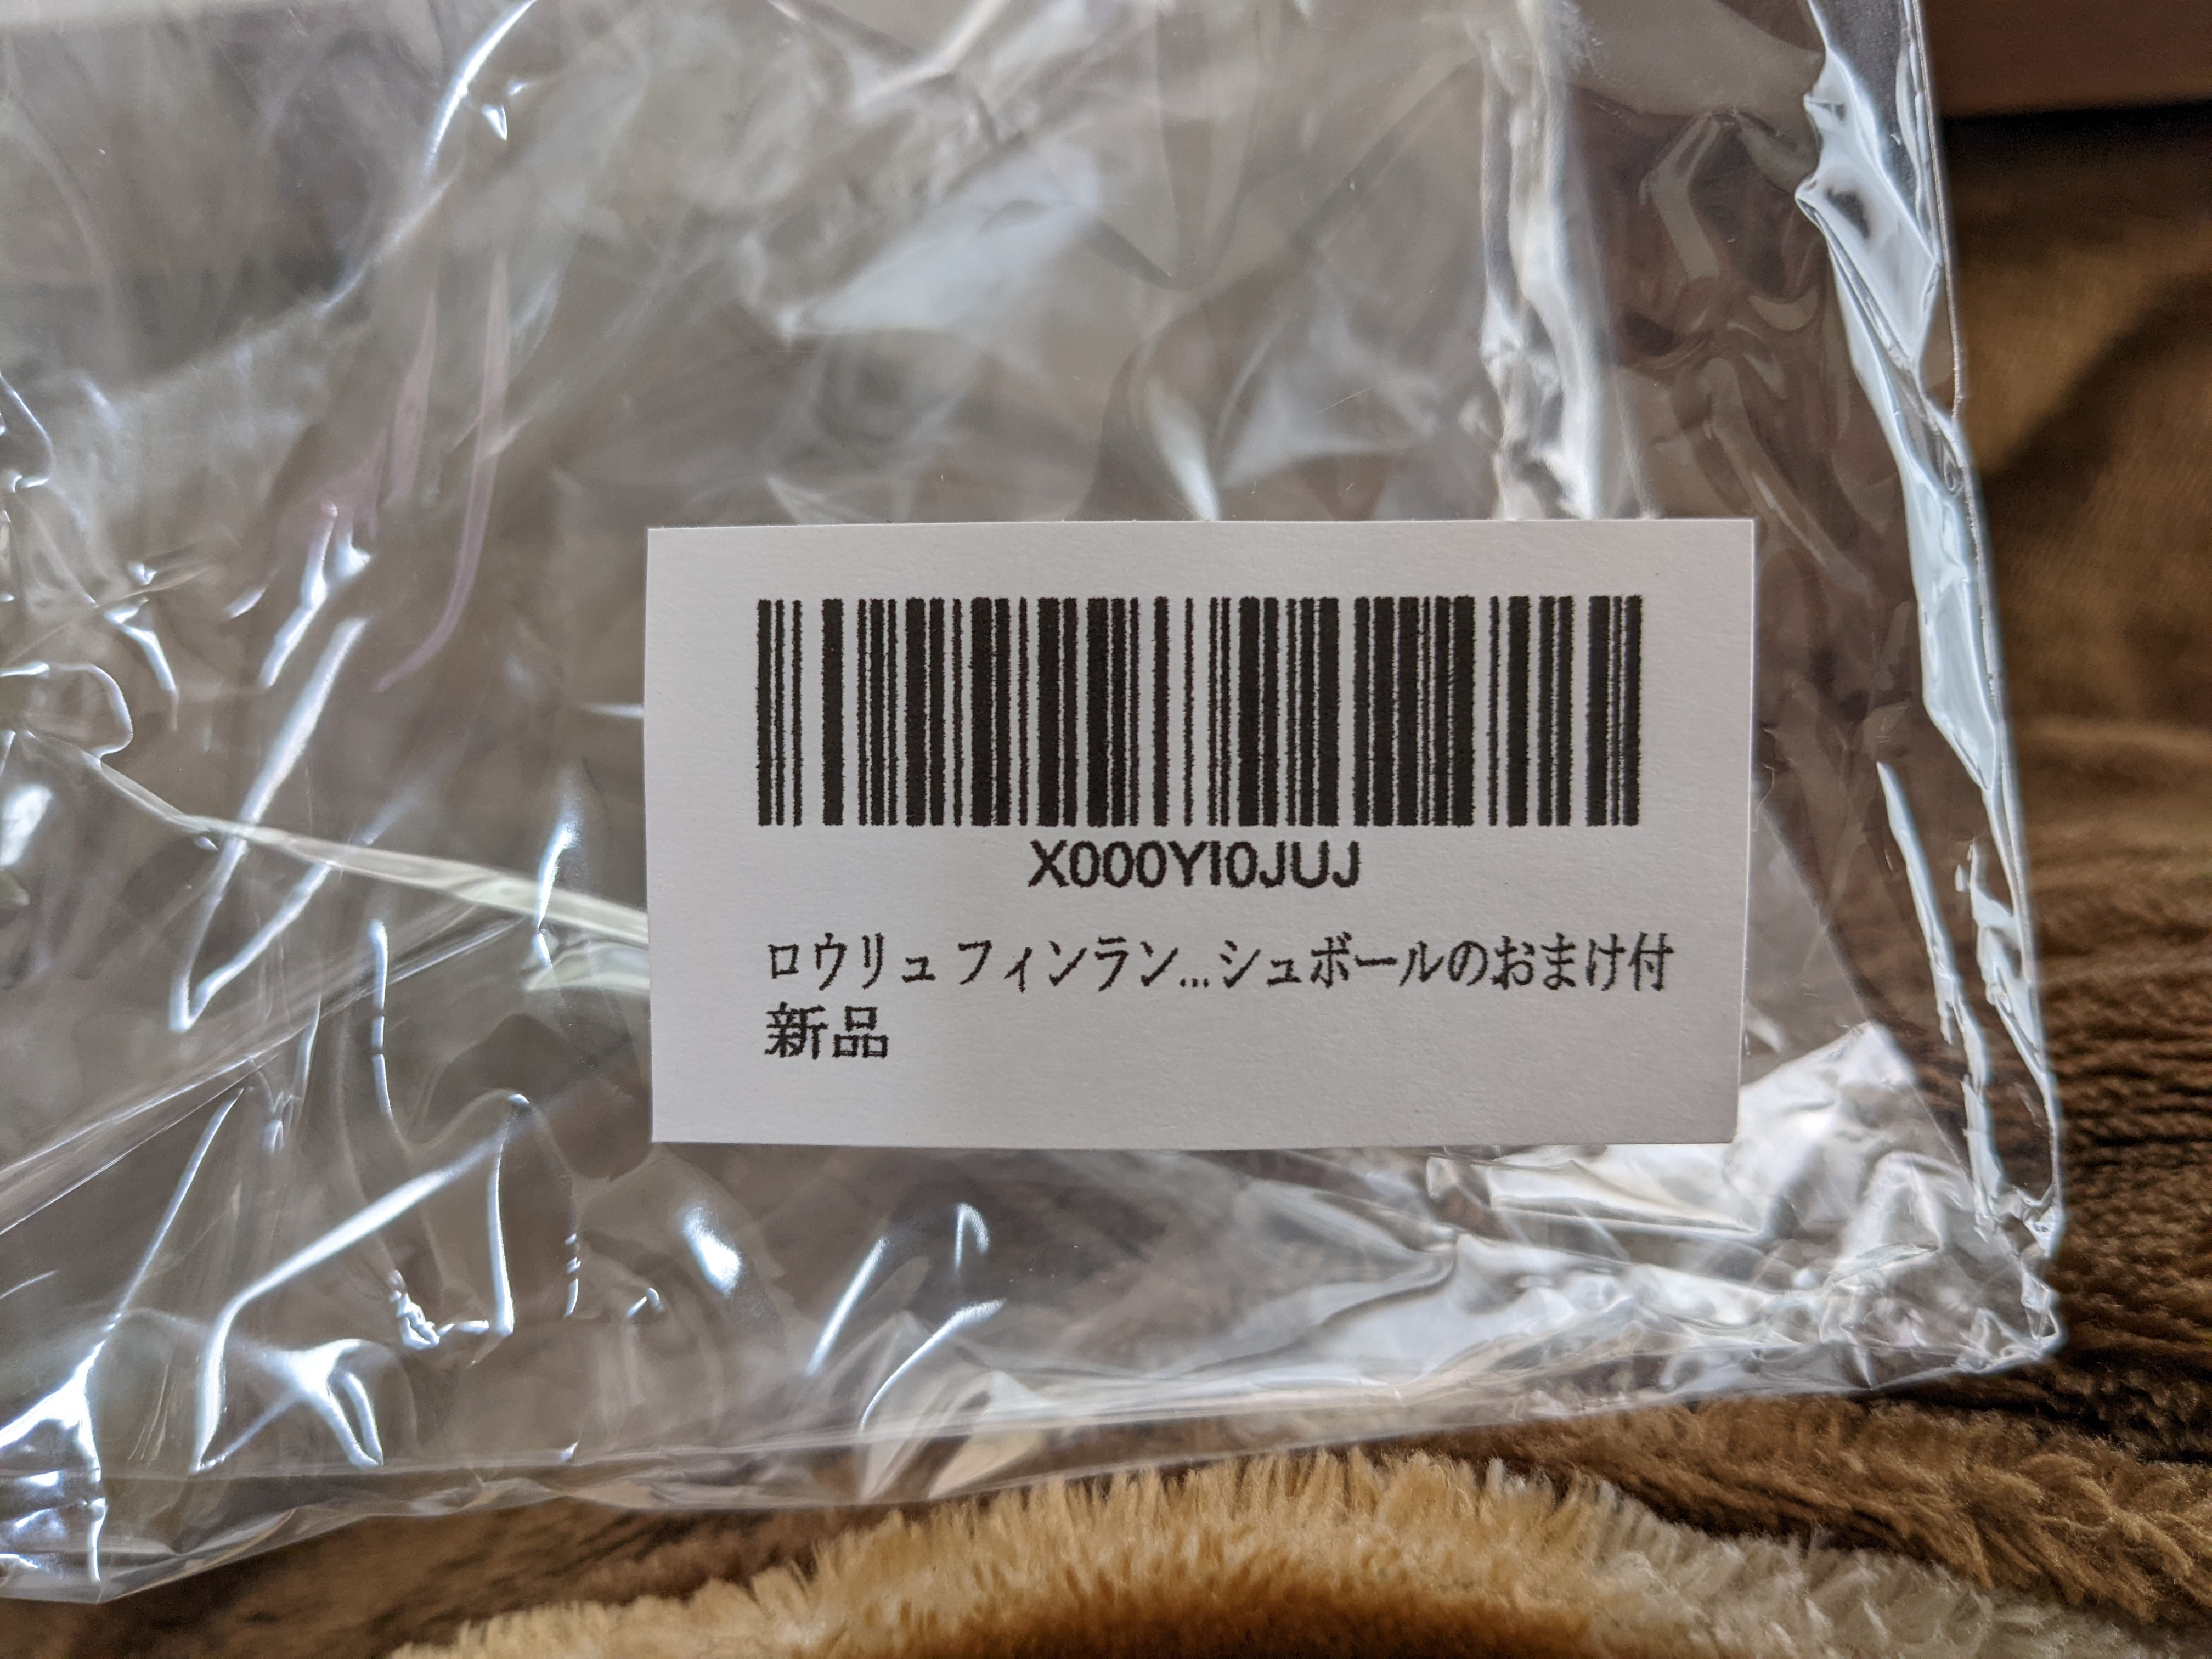 X000YI0JUJ
ロウリュ フィンラン...シュボールのおまけ付
新品